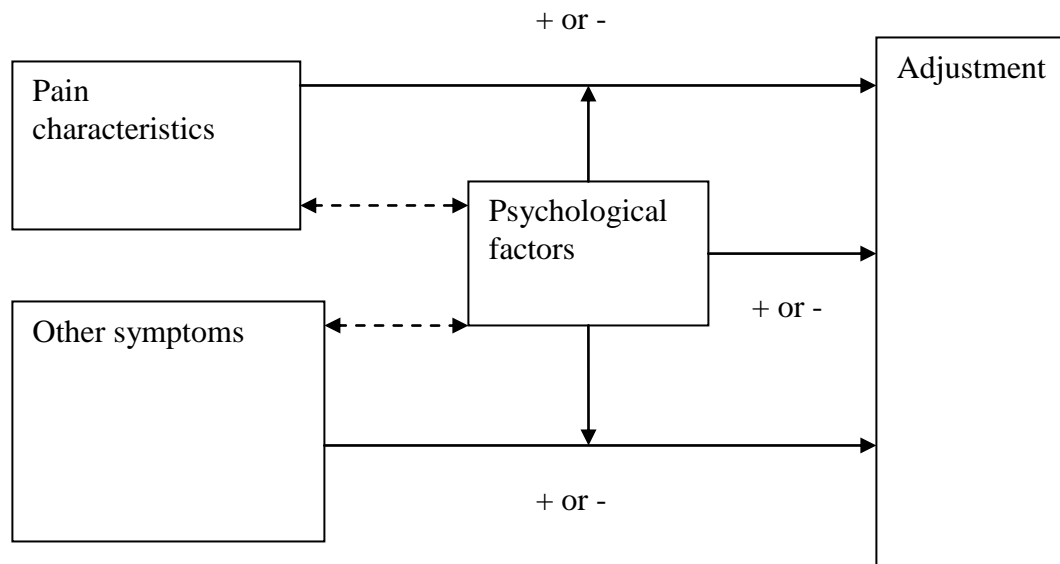 + or -
Adjustment
Pain
characteristics
Psychological
factors
+ or -
Other symptoms
+ or -